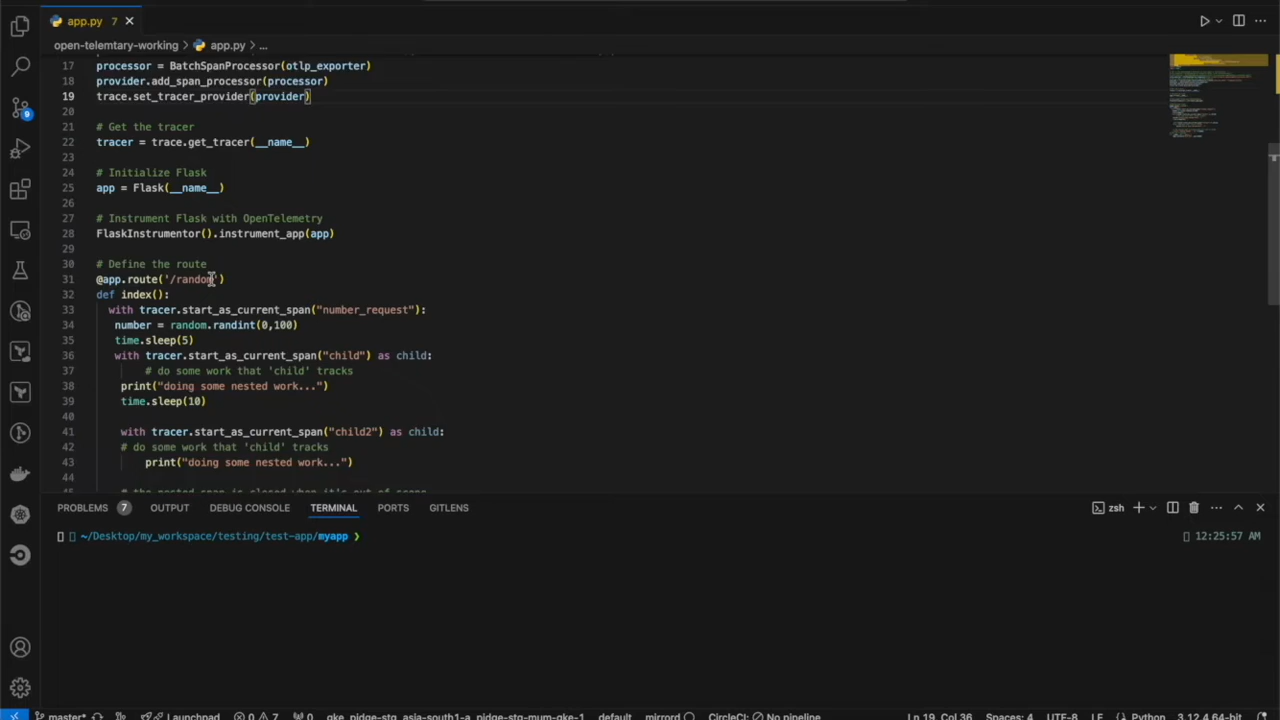 app.py 7
open-telemtary-working > app.py > ...
17 processor = BatchSpanProcessor(otlp_exporter)
18 provider.add_span_processor(processor)
19 trace.set_tracer_provider(provider)
20
21 # Get the tracer
22 tracer = trace.get_tracer(__name__)
23
24 # Initialize Flask
25 app = Flask(__name__)
26
27 # Instrument Flask with OpenTelemetry
28 FlaskInstrumentor().instrument_app(app)
29
30 # Define the route
31 @app.route('/random')
32 def index():
33 with tracer.start_as_current_span("number_request"):
34 number = random.randint(0,100)
35 time.sleep(5)
36 with tracer.start_as_current_span("child") as child:
37 # do some work that 'child' tracks
38 print("doing some nested work...")
39 time.sleep(10)
40
41 with tracer.start_as_current_span("child2") as child:
42 # do some work that 'child' tracks
43 print("doing some nested work...")
44
45 # the nested span is closed when it's out of scope
9
PROBLEMS 7 OUTPUT DEBUG CONSOLE TERMINAL PORTS GITLENS zsh
~/Desktop/my_workspace/testing/test-app/myapp ❯ 12:25:57 AM
master* Launchpad 0 7 0 gke_pidge-stg_asia-south1-a_pidge-stg-mum-gke-1 default mirrord CircleCI: No pipeline Ln 19, Col 36 Spaces: 4 UTF-8 LF Python 3.12.4 64-bit